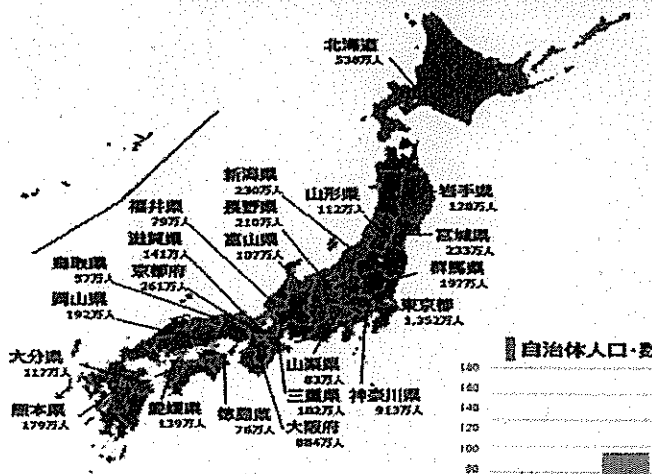 北海道
538万人
新潟県
230万人
山形県
112万人
岩手県
128万人
福井県
79万人
長野県
210万人
宮城県
233万人
滋賀県
141万人
富山県
107万人
群馬県
197万人
鳥取県
57万人
京都府
261万人
東京都
1,352万人
岡山県
192万人
大分県
117万人
山梨県
83万人
熊本県
179万人
愛媛県
139万人
徳島県
76万人
三重県
182万人
神奈川県
913万人
大阪府
884万人
自治体人口・
180
160
140
120
100
80